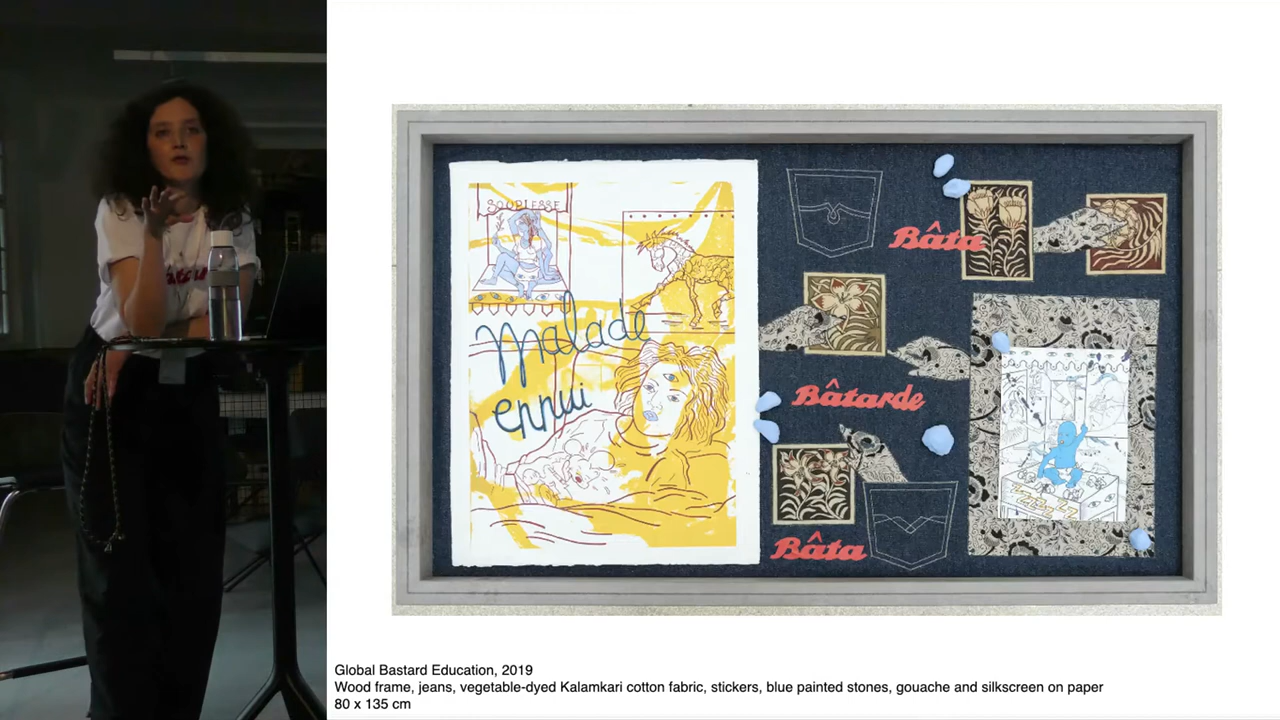 SOUPLESSE
malade
ennui
Bâta
Bâtarde
Bâta
Global Bastard Education, 2019
Wood frame, jeans, vegetable-dyed Kalamkari cotton fabric, stickers, blue painted stones, gouache and silkscreen on paper
80 x 135 cm